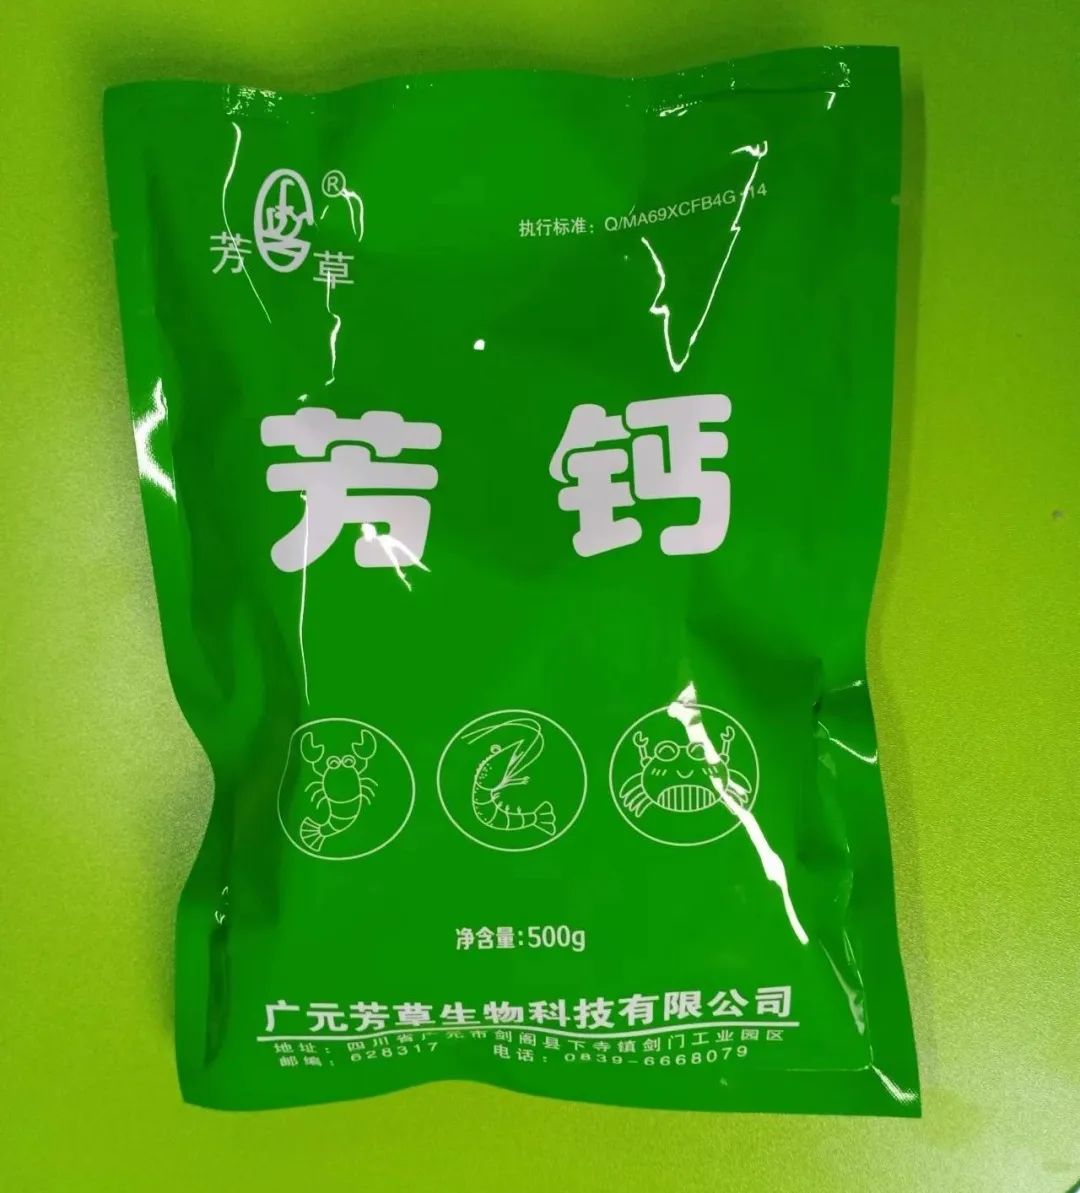 芳草®
执行标准：Q/MA69XCFB4G·14
芳钙
净含量:500g
广元芳草生物科技有限公司
地址：四川省广元市剑阁县下寺镇剑门工业园区
邮编：628317 电话：0839-6668079